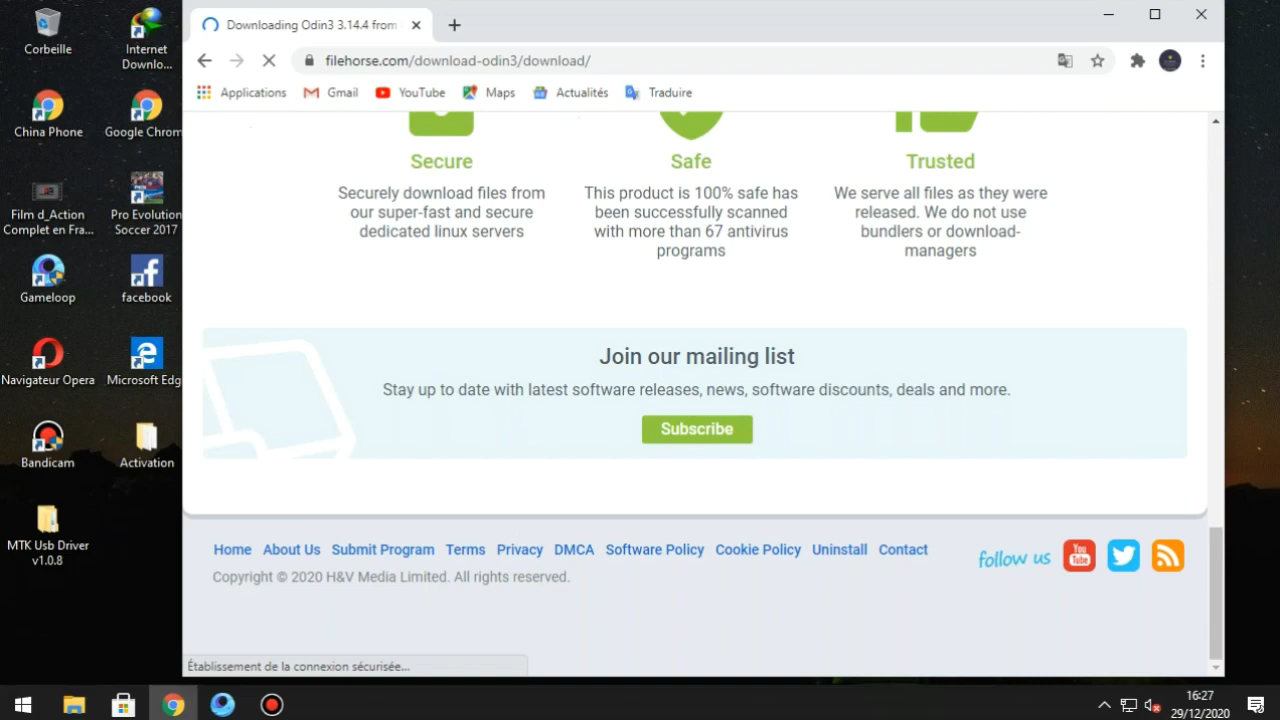 Corbeille
Internet
Downlo...
China Phone
Google Chrom
Film d_Action
Complet en Fra...
Pro Evolution
Soccer 2017
Gameloop
facebook
Navigateur Opera
Microsoft Edg
Bandicam
Activation
MTK Usb Driver
v1.0.8
Downloading Odin3 3.14.4 from
filehorse.com/download-odin3/download/
Applications
Gmail
YouTube
Maps
Actualités
Traduire
Secure
Securely download files from
our super-fast and secure
dedicated linux servers
Safe
This product is 100% safe has
been successfully scanned
with more than 67 antivirus
programs
Trusted
We serve all files as they were
released. We do not use
bundlers or download-
managers
Join our mailing list
Stay up to date with latest software releases, news, software discounts, deals and more.
Subscribe
Home About Us Submit Program Terms Privacy DMCA Software Policy Cookie Policy Uninstall Contact
Copyright © 2020 H&V Media Limited. All rights reserved.
follow us
You
Tube
Établissement de la connexion sécurisée...
16:27
29/12/2020